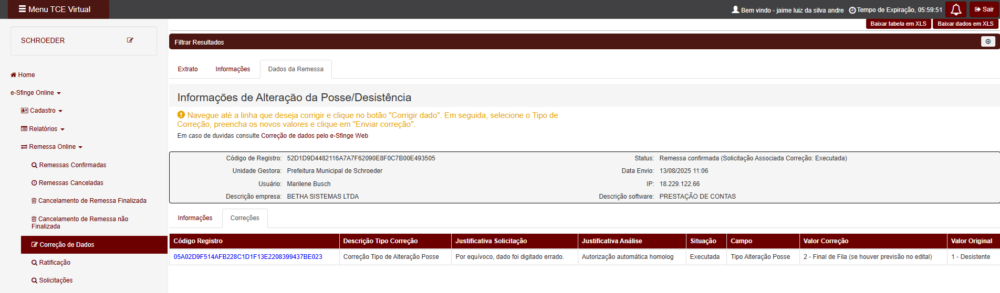 Menu TCE Virtual
Bem vindo - jaime luiz da silva andre
Tempo de Expiração, 05:59:51
Sair
Baixar tabela em XLS
Baixar dados em XLS
SCHROEDER
Home
e-Sfinge Online
Cadastro
Relatórios
Remessa Online
Remessas Confirmadas
Remessas Canceladas
Cancelamento de Remessa Finalizada
Cancelamento de Remessa não
Finalizada
Correção de Dados
Ratificação
Solicitações
Filtrar Resultados
Extrato
Informações
Dados da Remessa
Informações de Alteração da Posse/Desistência
Navegue até a linha que deseja corrigir e clique no botão "Corrigir dado". Em seguida, selecione o Tipo de
Correção, preencha os novos valores e clique em "Enviar correção".
Em caso de duvidas consulte Correção de dados pelo e-Sfinge Web
Código de Registro: 52D1D9D4482116A7A7F62090E8F0C7B00E493505
Status: Remessa confirmada (Solicitação Associada Correção: Executada)
Unidade Gestora: Prefeitura Municipal de Schroeder
Data Envio: 13/08/2025 11:06
Usuário: Marilene Busch
IP: 18.229.122.66
Descrição empresa: BETHA SISTEMAS LTDA
Descrição software: PRESTAÇÃO DE CONTAS
Informações
Correções
Código Registro Descrição Tipo Correção Justificativa Solicitação Justificativa Análise Situação Campo Valor Correção Valor Original
05A02D9F514AFB228C1D1F13E2208399437BE023 Correção Tipo de Alteração Posse Por equívoco, dado foi digitado errado. Autorização automática homolog Executada Tipo Alteração Posse 2 - Final de Fila (se houver previsão no edital) 1 - Desistente